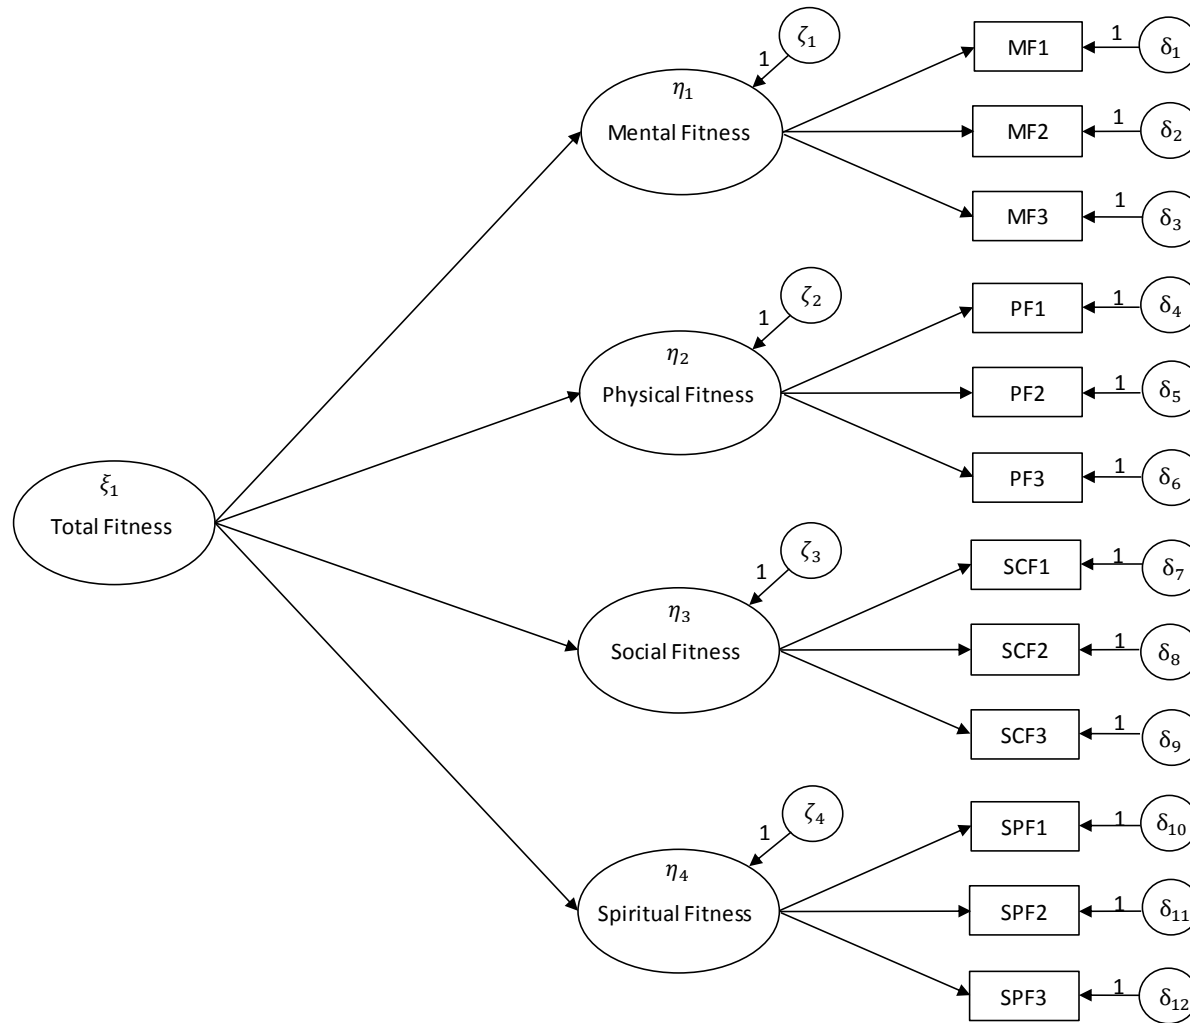 ζ₁
1
η₁
Mental Fitness
MF1
1
δ₁
MF2
1
δ₂
MF3
1
δ₃
ζ₂
1
η₂
Physical Fitness
PF1
1
δ₄
PF2
1
δ₅
PF3
1
δ₆
ξ₁
Total Fitness
ζ₃
1
η₃
Social Fitness
SCF1
1
δ₇
SCF2
1
δ₈
SCF3
1
δ₉
ζ₄
1
η₄
Spiritual Fitness
SPF1
1
δ₁₀
SPF2
1
δ₁₁
SPF3
1
δ₁₂